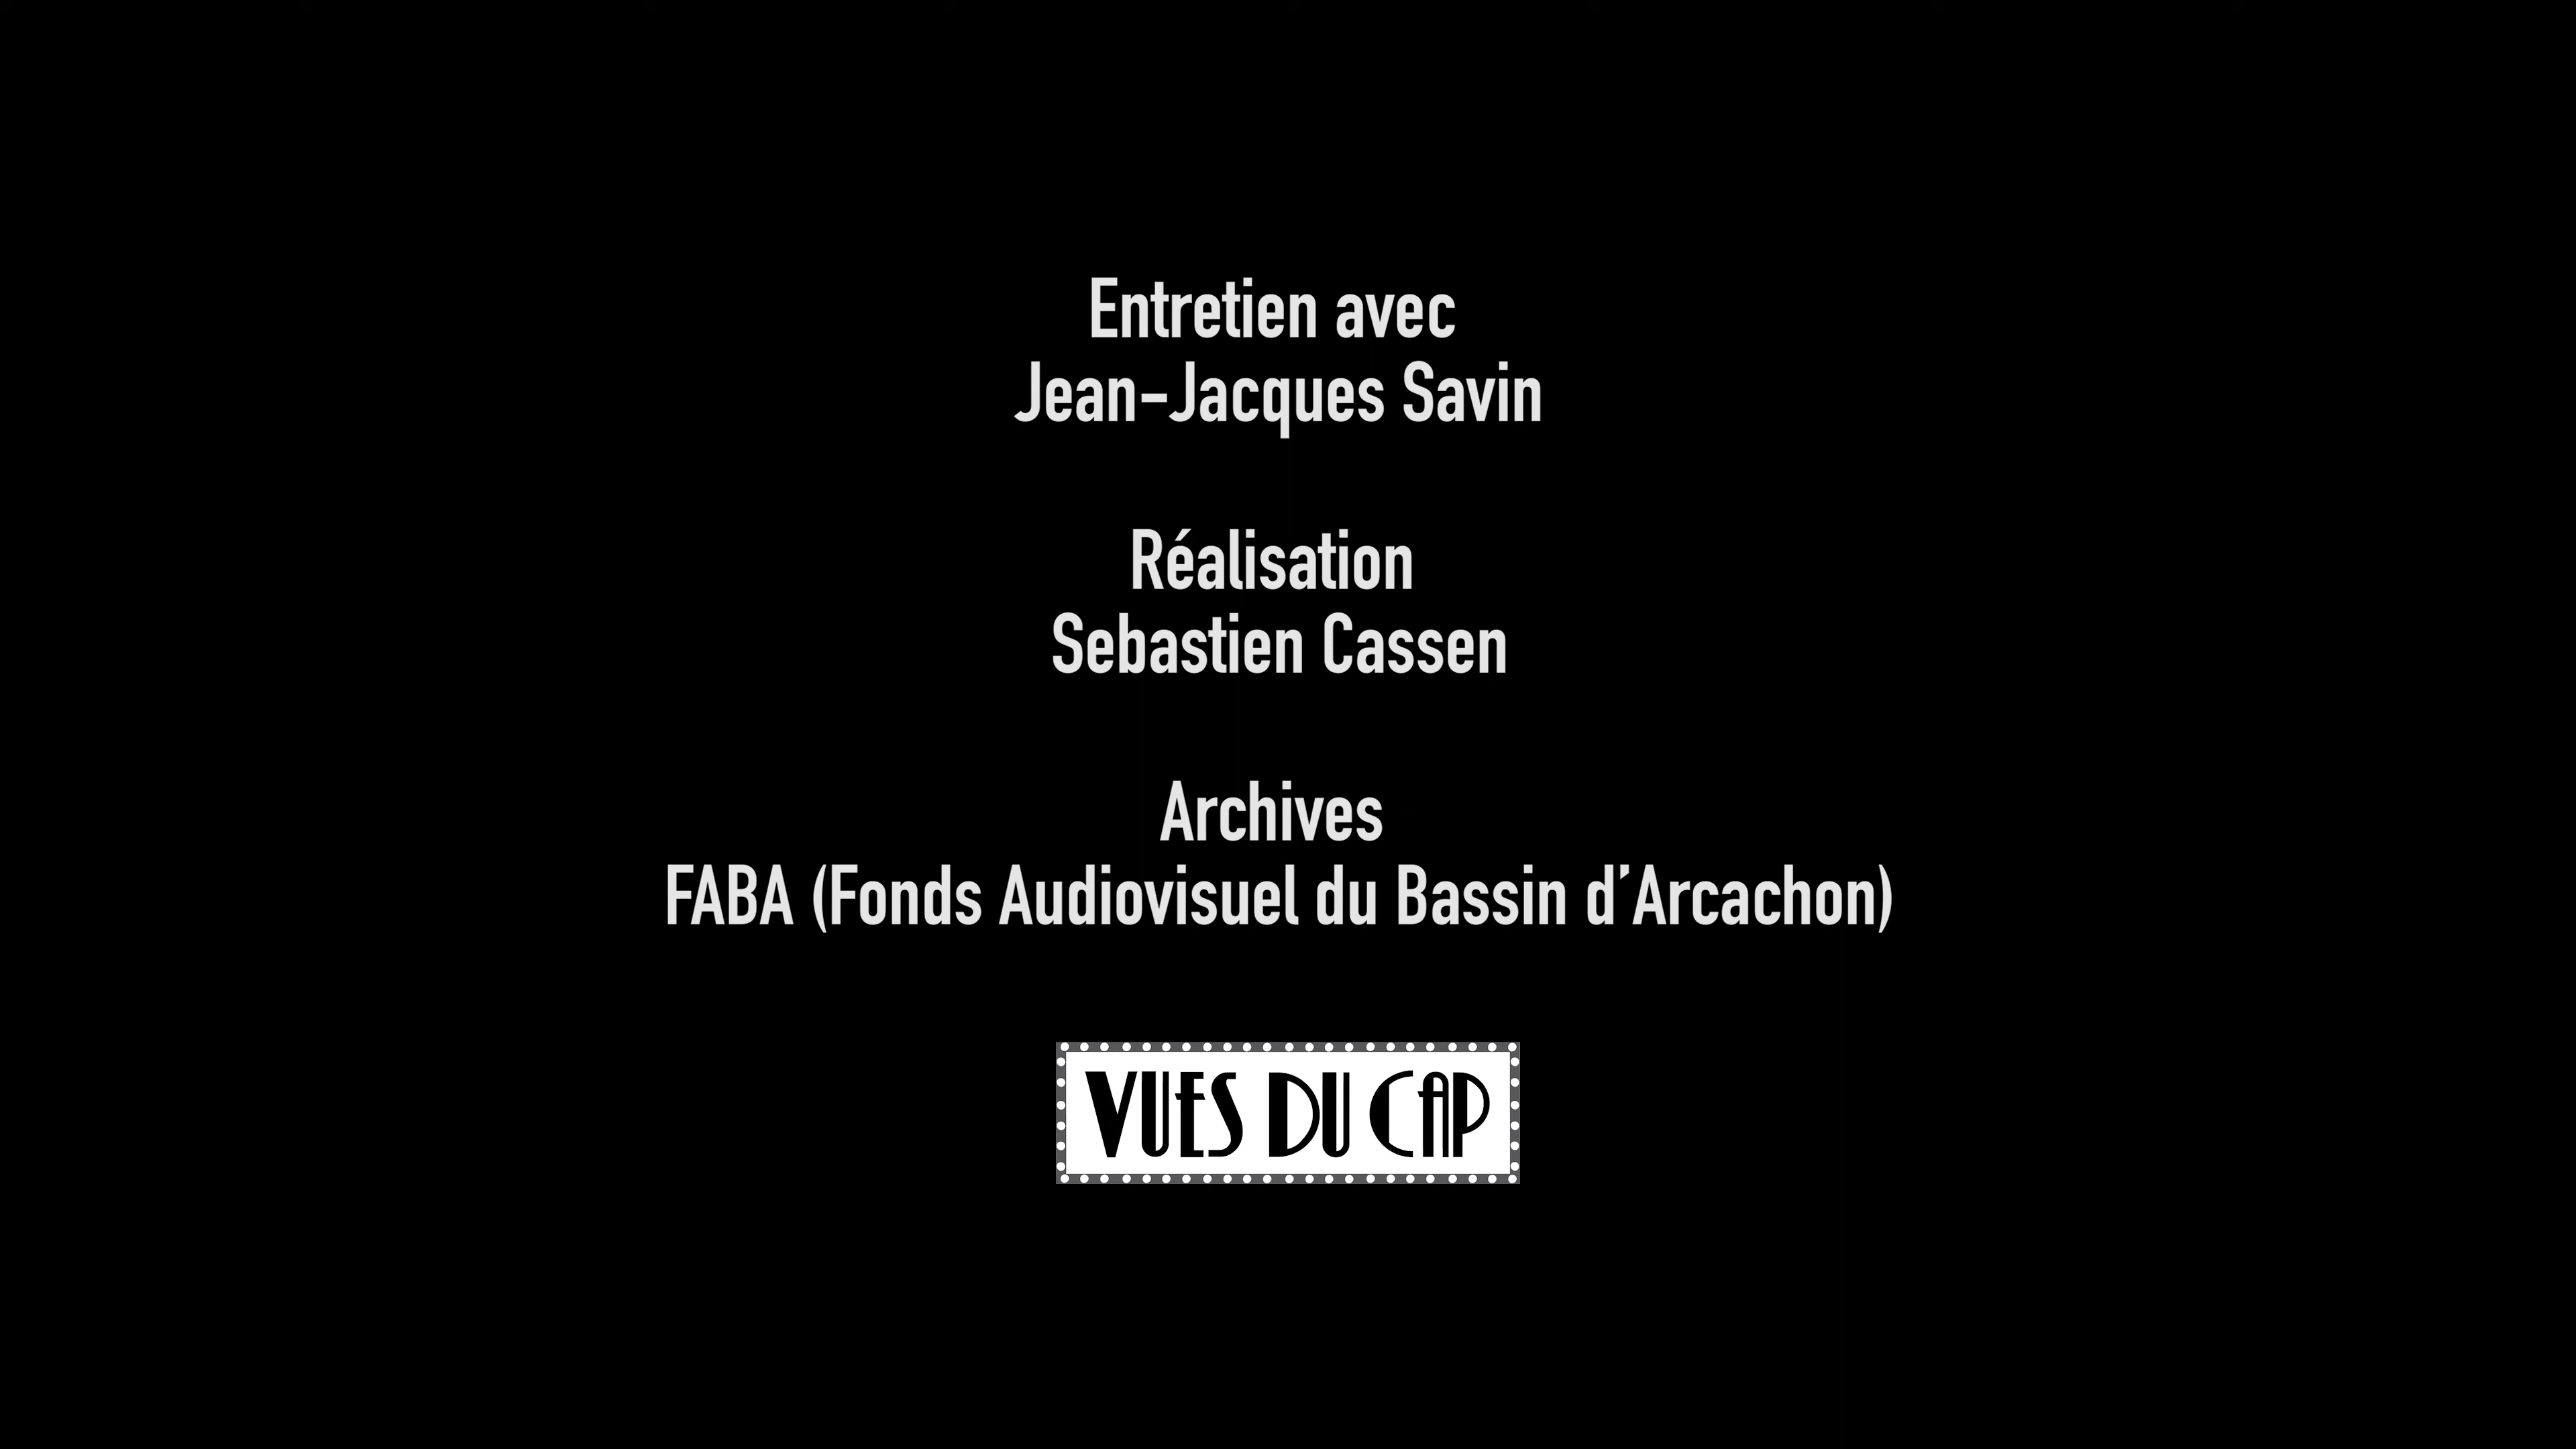 Entretien avec
Jean-Jacques Savin
Réalisation
Sebastien Cassen
Archives
FABA (Fonds Audiovisuel du Bassin d’Arcachon)
VUES DU CAP